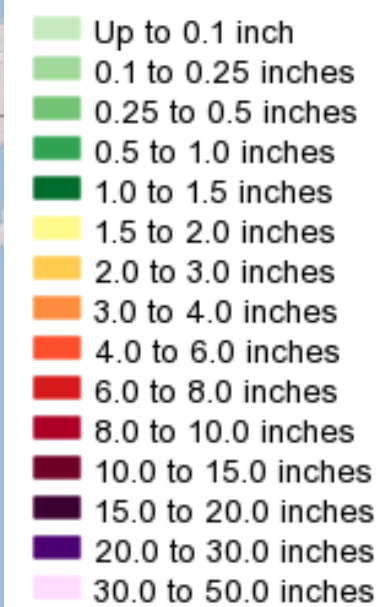 Up to 0.1 inch
0.1 to 0.25 inches
0.25 to 0.5 inches
0.5 to 1.0 inches
1.0 to 1.5 inches
1.5 to 2.0 inches
2.0 to 3.0 inches
3.0 to 4.0 inches
4.0 to 6.0 inches
6.0 to 8.0 inches
8.0 to 10.0 inches
10.0 to 15.0 inches
15.0 to 20.0 inches
20.0 to 30.0 inches
30.0 to 50.0 inches